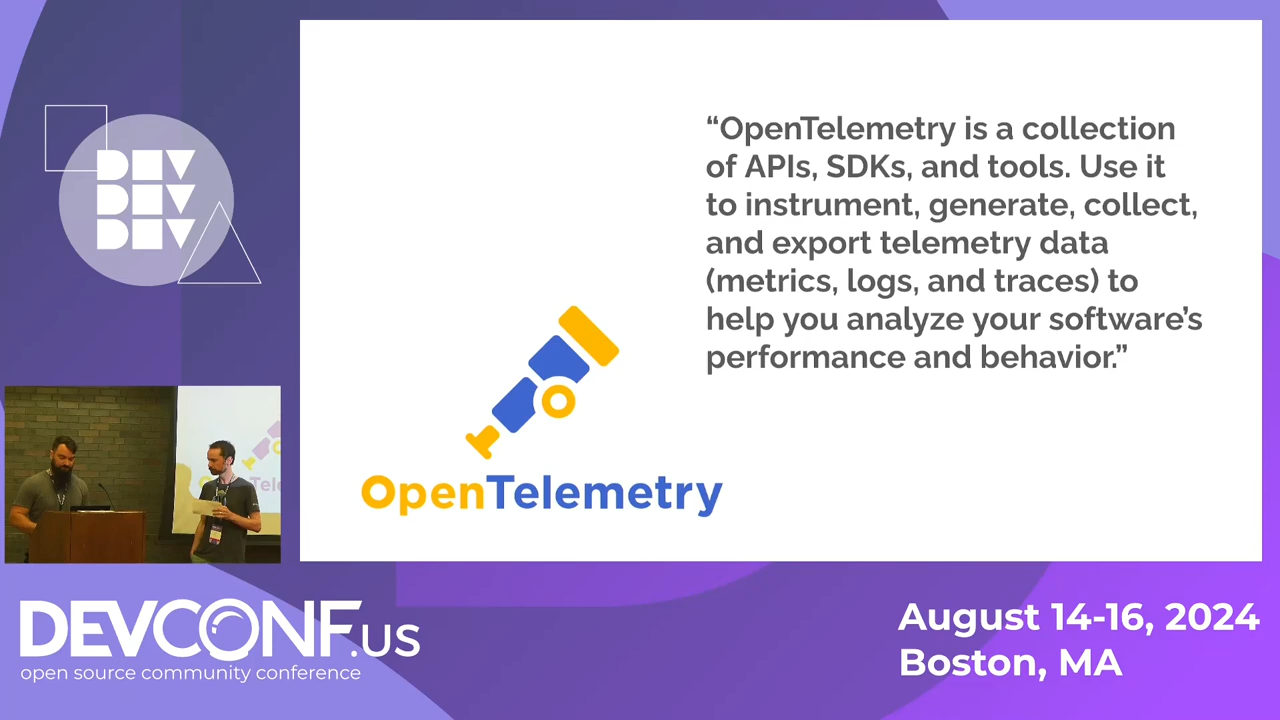 DEV
DEV
DEV
“OpenTelemetry is a collection
of APIs, SDKs, and tools. Use it
to instrument, generate, collect,
and export telemetry data
(metrics, logs, and traces) to
help you analyze your software’s
performance and behavior.”
OpenTelemetry
DEVCONF.US
open source community conference
August 14-16, 2024
Boston, MA